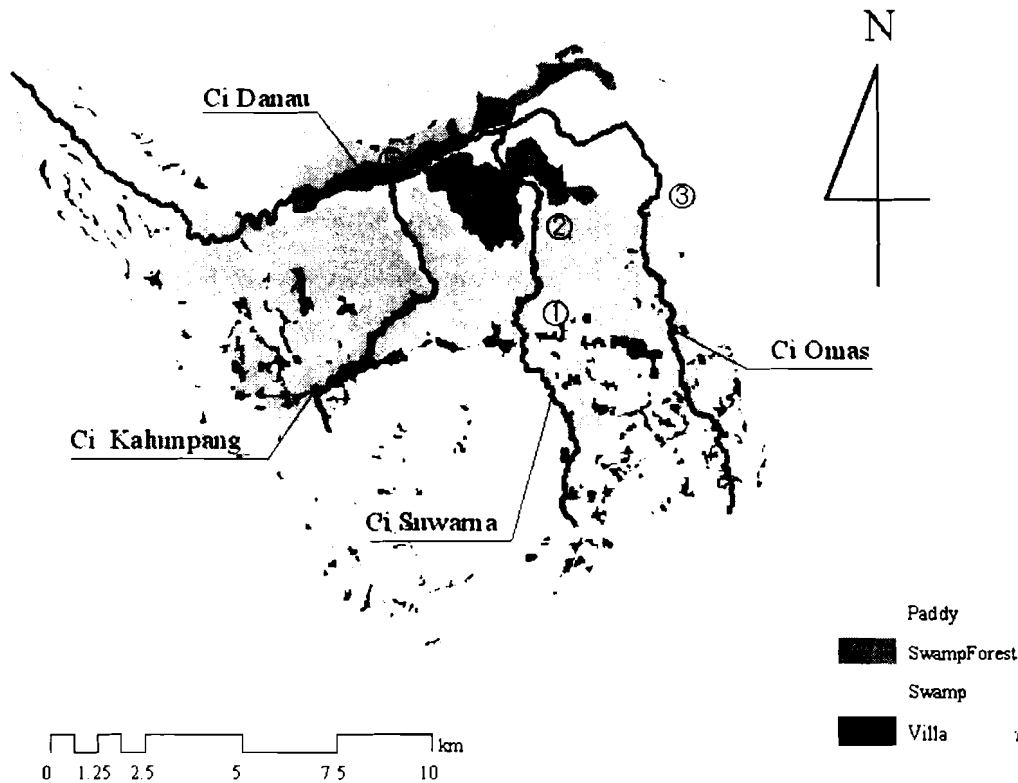 N
Ci Danau
③
②
①
Ci Omas
Ci Kahunpang
Ci Suwarna
Paddy
SwampForest
Swamp
Villa
km
0 1.25 2.5 5 7 5 10